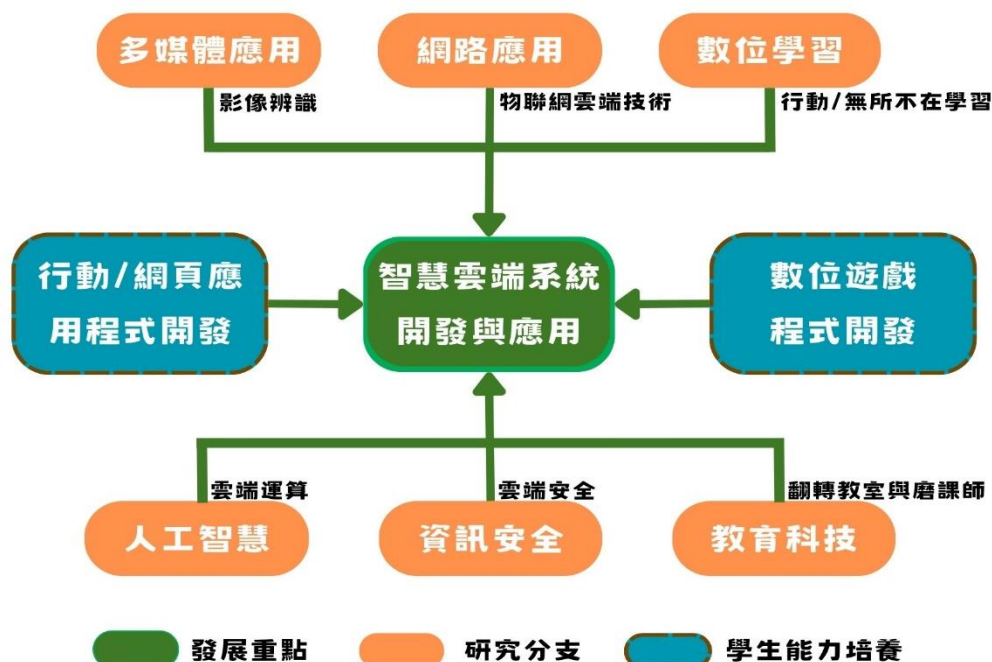 多媒體應用
網路應用
數位學習
影像辨識
物聯網雲端技術
行動/無所不在學習
行動/網頁應
用程式開發
智慧雲端系統
開發與應用
數位遊戲
程式開發
雲端運算
雲端安全
翻轉教室與磨課師
人工智慧
資訊安全
教育科技
發展重點
研究分支
學生能力培養